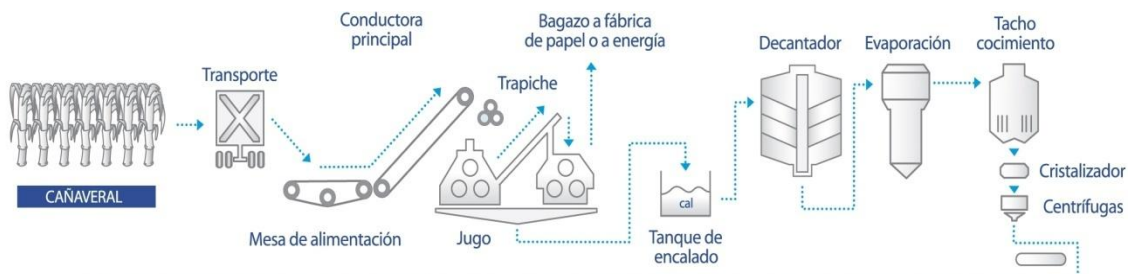 CAÑAVERAL
Transporte
Mesa de alimentación
Conductora
principal
Trapiche
Jugo
Bagazo a fábrica
de papel o a energía
cal
Tanque de
encalado
Decantador
Evaporación
Tacho
cocimiento
Cristalizador
Centrífugas